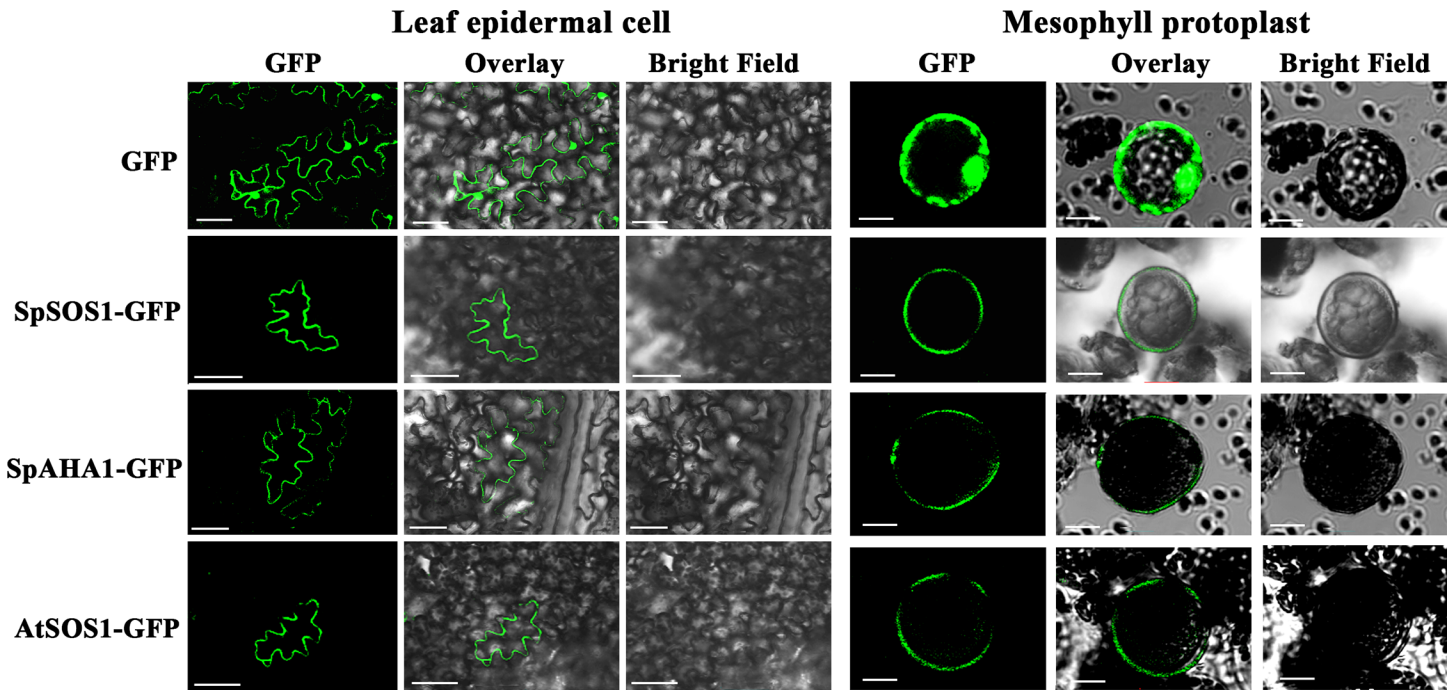 Leaf epidermal cell Mesophyll protoplast
GFP Overlay Bright Field GFP Overlay Bright Field
GFP
SpSOS1-GFP
SpAHA1-GFP
AtSOS1-GFP